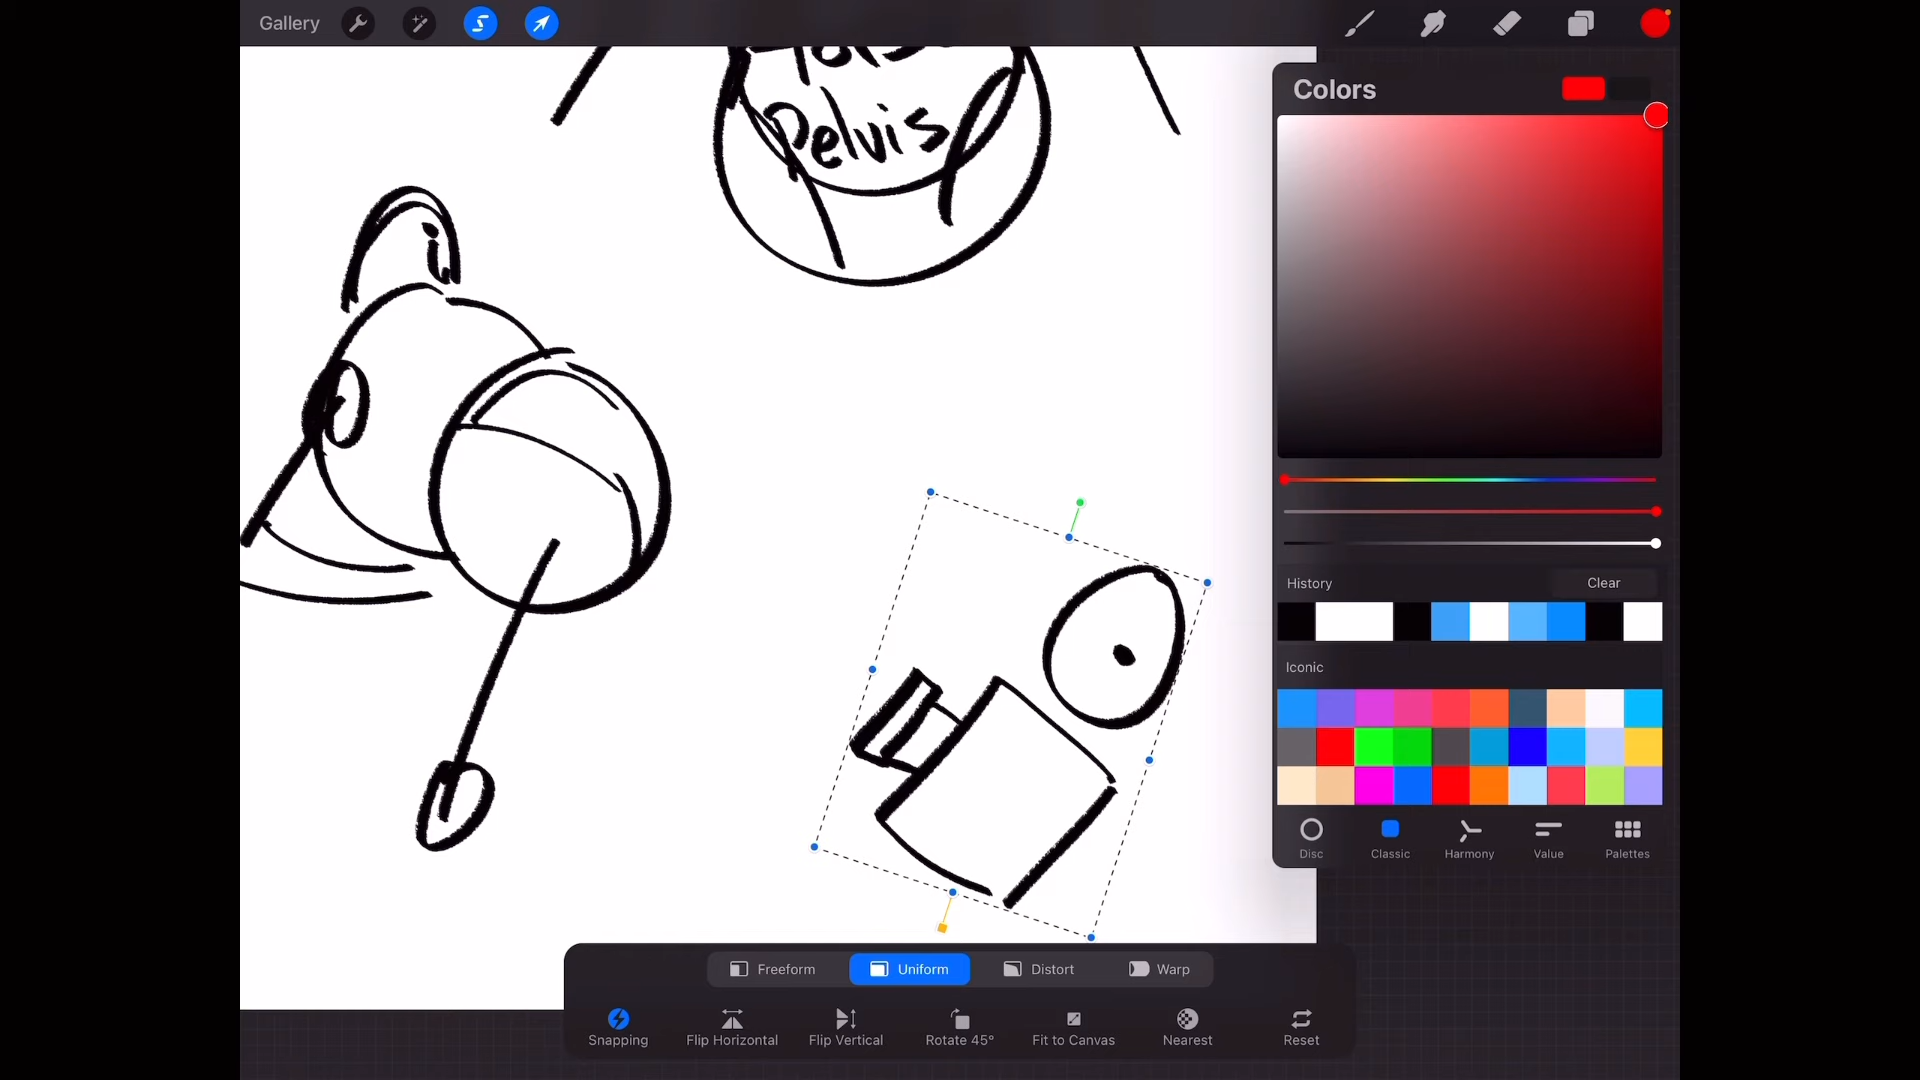 Gallery
Pelvis
Colors
History
Clear
Iconic
Disc
Classic
Harmony
Value
Palettes
Freeform
Uniform
Distort
Warp
Snapping
Flip Horizontal
Flip Vertical
Rotate 45°
Fit to Canvas
Nearest
Reset